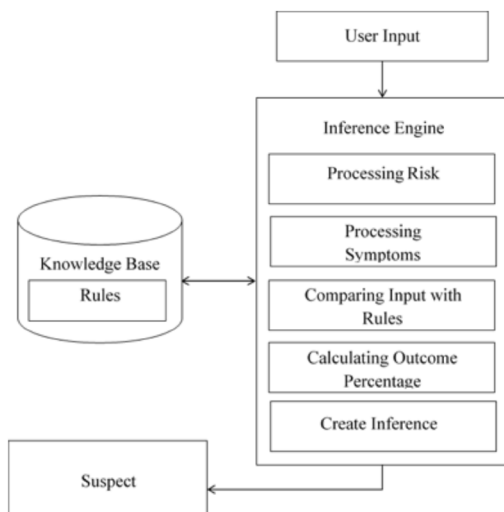 User Input
Inference Engine
Processing Risk
Processing
Symptoms
Knowledge Base
Rules
Comparing Input with
Rules
Calculating Outcome
Percentage
Create Inference
Suspect